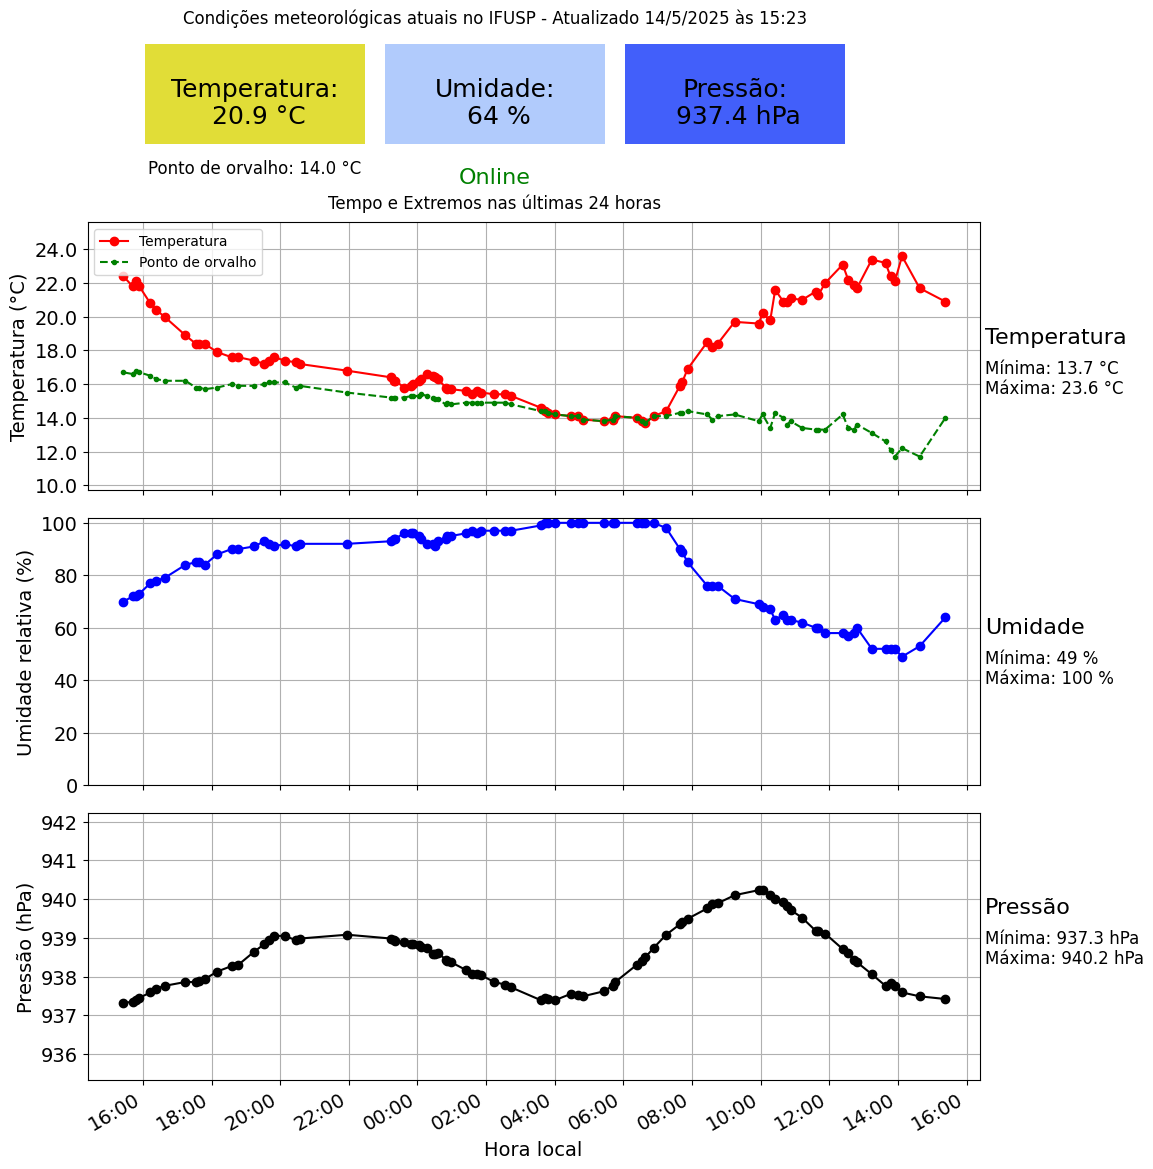 Condições meteorológicas atuais no IFUSP - Atualizado 14/5/2025 às 15:23
Temperatura:
20.9 °C
Umidade:
64 %
Pressão:
937.4 hPa
Ponto de orvalho: 14.0 °C
Online
Tempo e Extremos nas últimas 24 horas
Temperatura
Ponto de orvalho
Temperatura (°C)
24.0
22.0
20.0
18.0
16.0
14.0
12.0
10.0
Temperatura
Mínima: 13.7 °C
Máxima: 23.6 °C
Umidade relativa (%)
100
80
60
40
20
0
Umidade
Mínima: 49 %
Máxima: 100 %
Pressão (hPa)
942
941
940
939
938
937
936
Pressão
Mínima: 937.3 hPa
Máxima: 940.2 hPa
16:00 18:00 20:00 22:00 00:00 02:00 04:00 06:00 08:00 10:00 12:00 14:00 16:00
Hora local